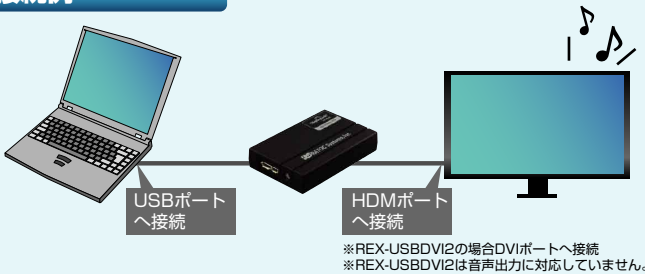 接続例
USBポート
へ接続
HDMポート
へ接続
※REX-USBDVI2の場合DVIポートへ接続
※REX-USBDVI2は音声出力に対応していません。